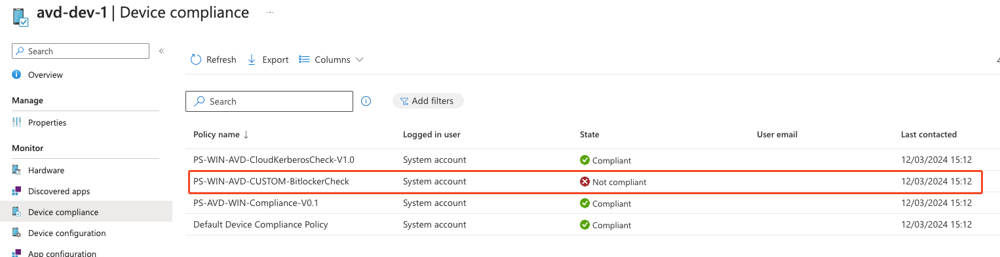 avd-dev-1 | Device compliance ...
Search «
Overview
Manage
Properties
Monitor
Hardware
Discovered apps
Device compliance
Device configuration
App configuration
Refresh Export Columns
Search Add filters
Policy name ↓ Logged in user State User email Last contacted
PS-WIN-AVD-CloudKerberosCheck-V1.0 System account Compliant 12/03/2024 15:12
PS-WIN-AVD-CUSTOM-BitlockerCheck System account Not compliant 12/03/2024 15:12
PS-AVD-WIN-Compliance-V0.1 System account Compliant 12/03/2024 15:12
Default Device Compliance Policy System account Compliant 12/03/2024 15:12